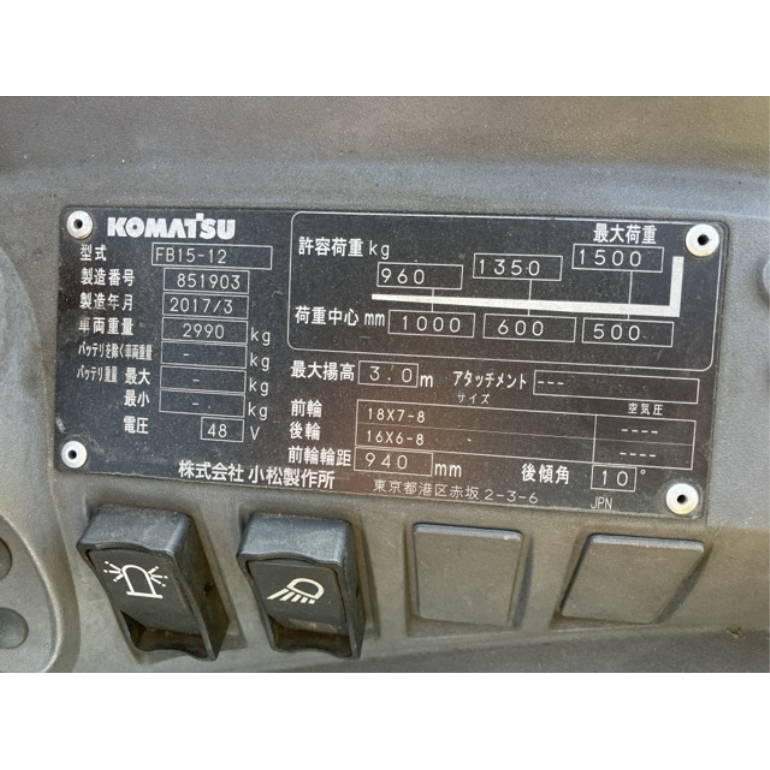 KOMATSU
型式 FB15-12
製造番号 851903
製造年月 2017/3
車両重量 2990 kg
バッテリを除く車両重量 - kg
バッテリ重量 最大 - kg
最小 - kg
電圧 48 V
最大荷重
許容荷重 kg 960 1350 1500
荷重中心 mm 1000 600 500
最大揚高 3.0 m アタッチメント ---
サイズ 空気圧
前輪 18X7-8 ----
後輪 16X6-8 - ----
前輪輪距 940 mm 後傾角 10°
株式会社 小松製作所 東京都港区赤坂2-3-6 JPN